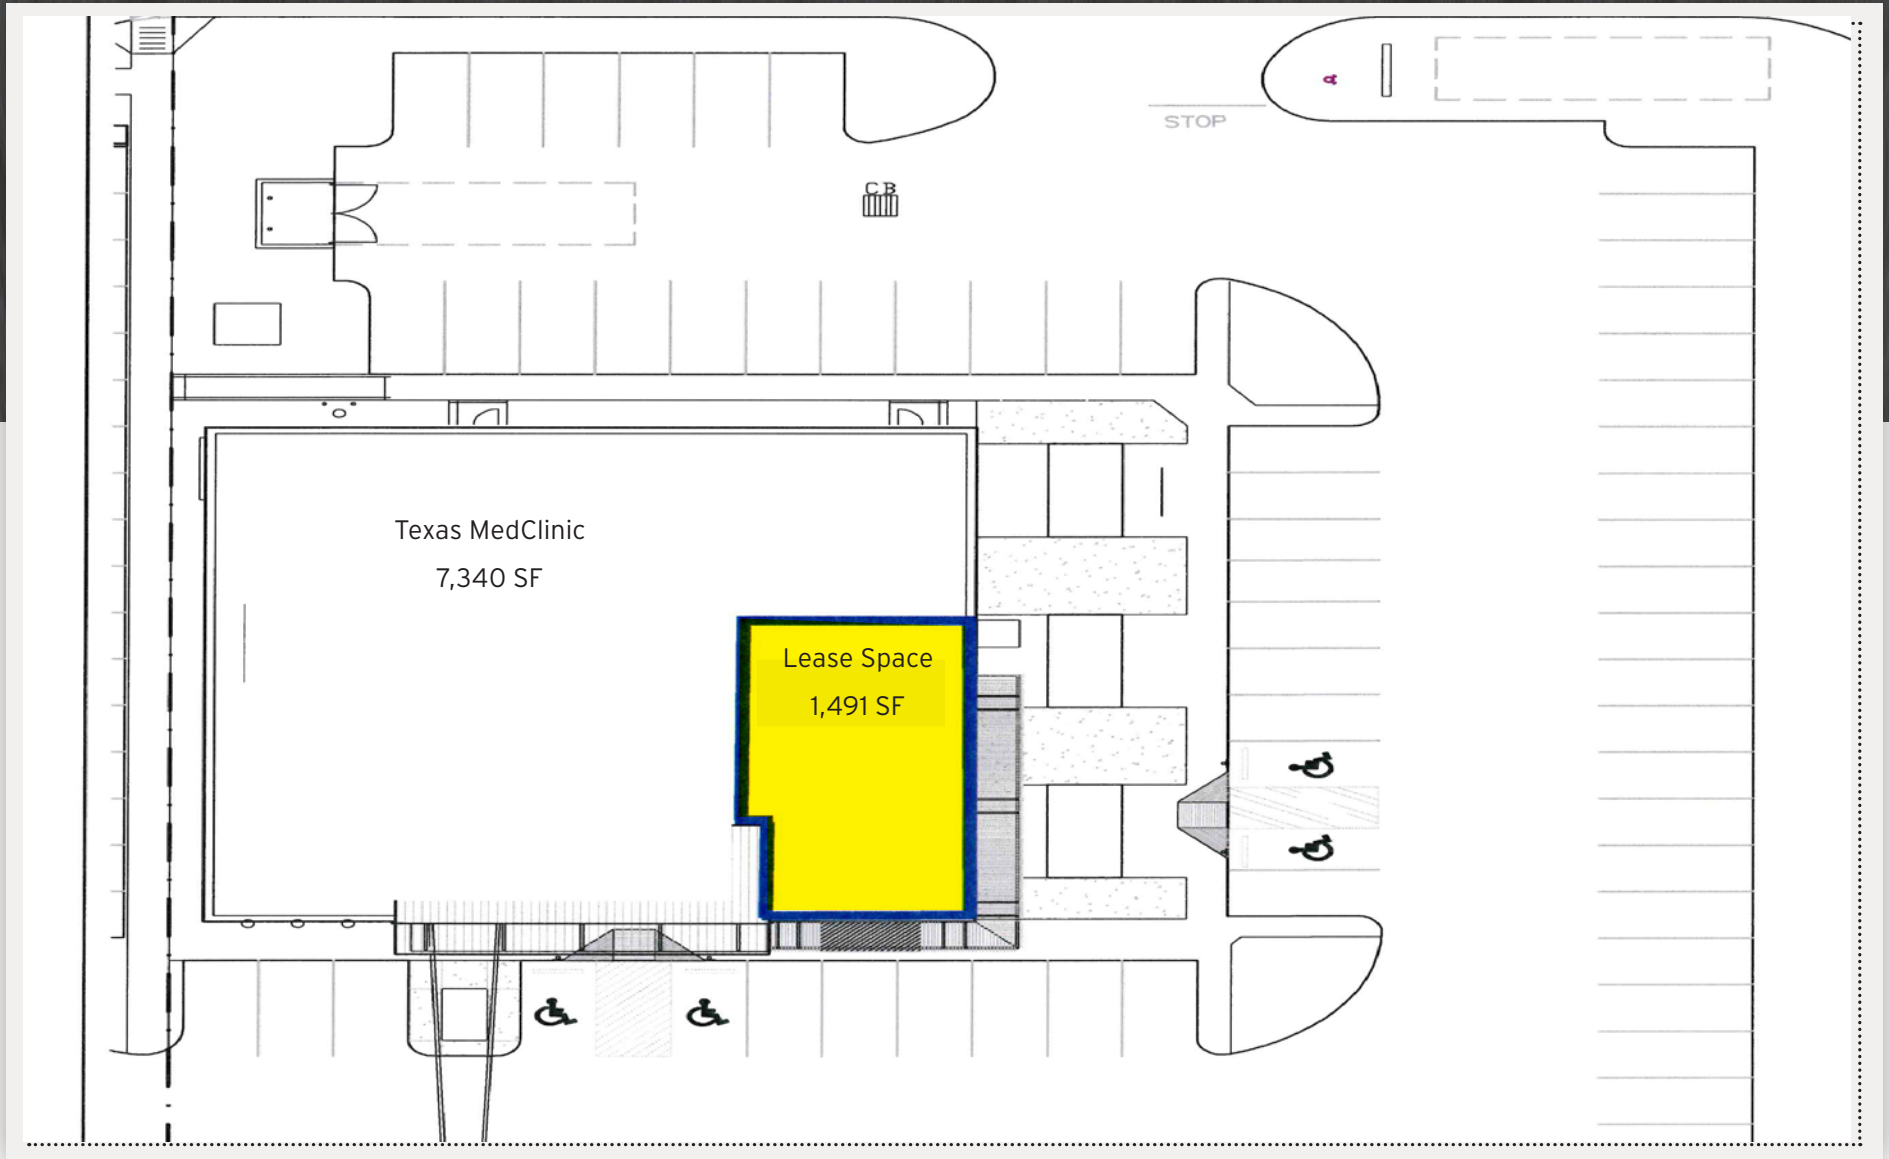 STOP
CB
Texas MedClinic
7,340 SF
Lease Space
1,491 SF